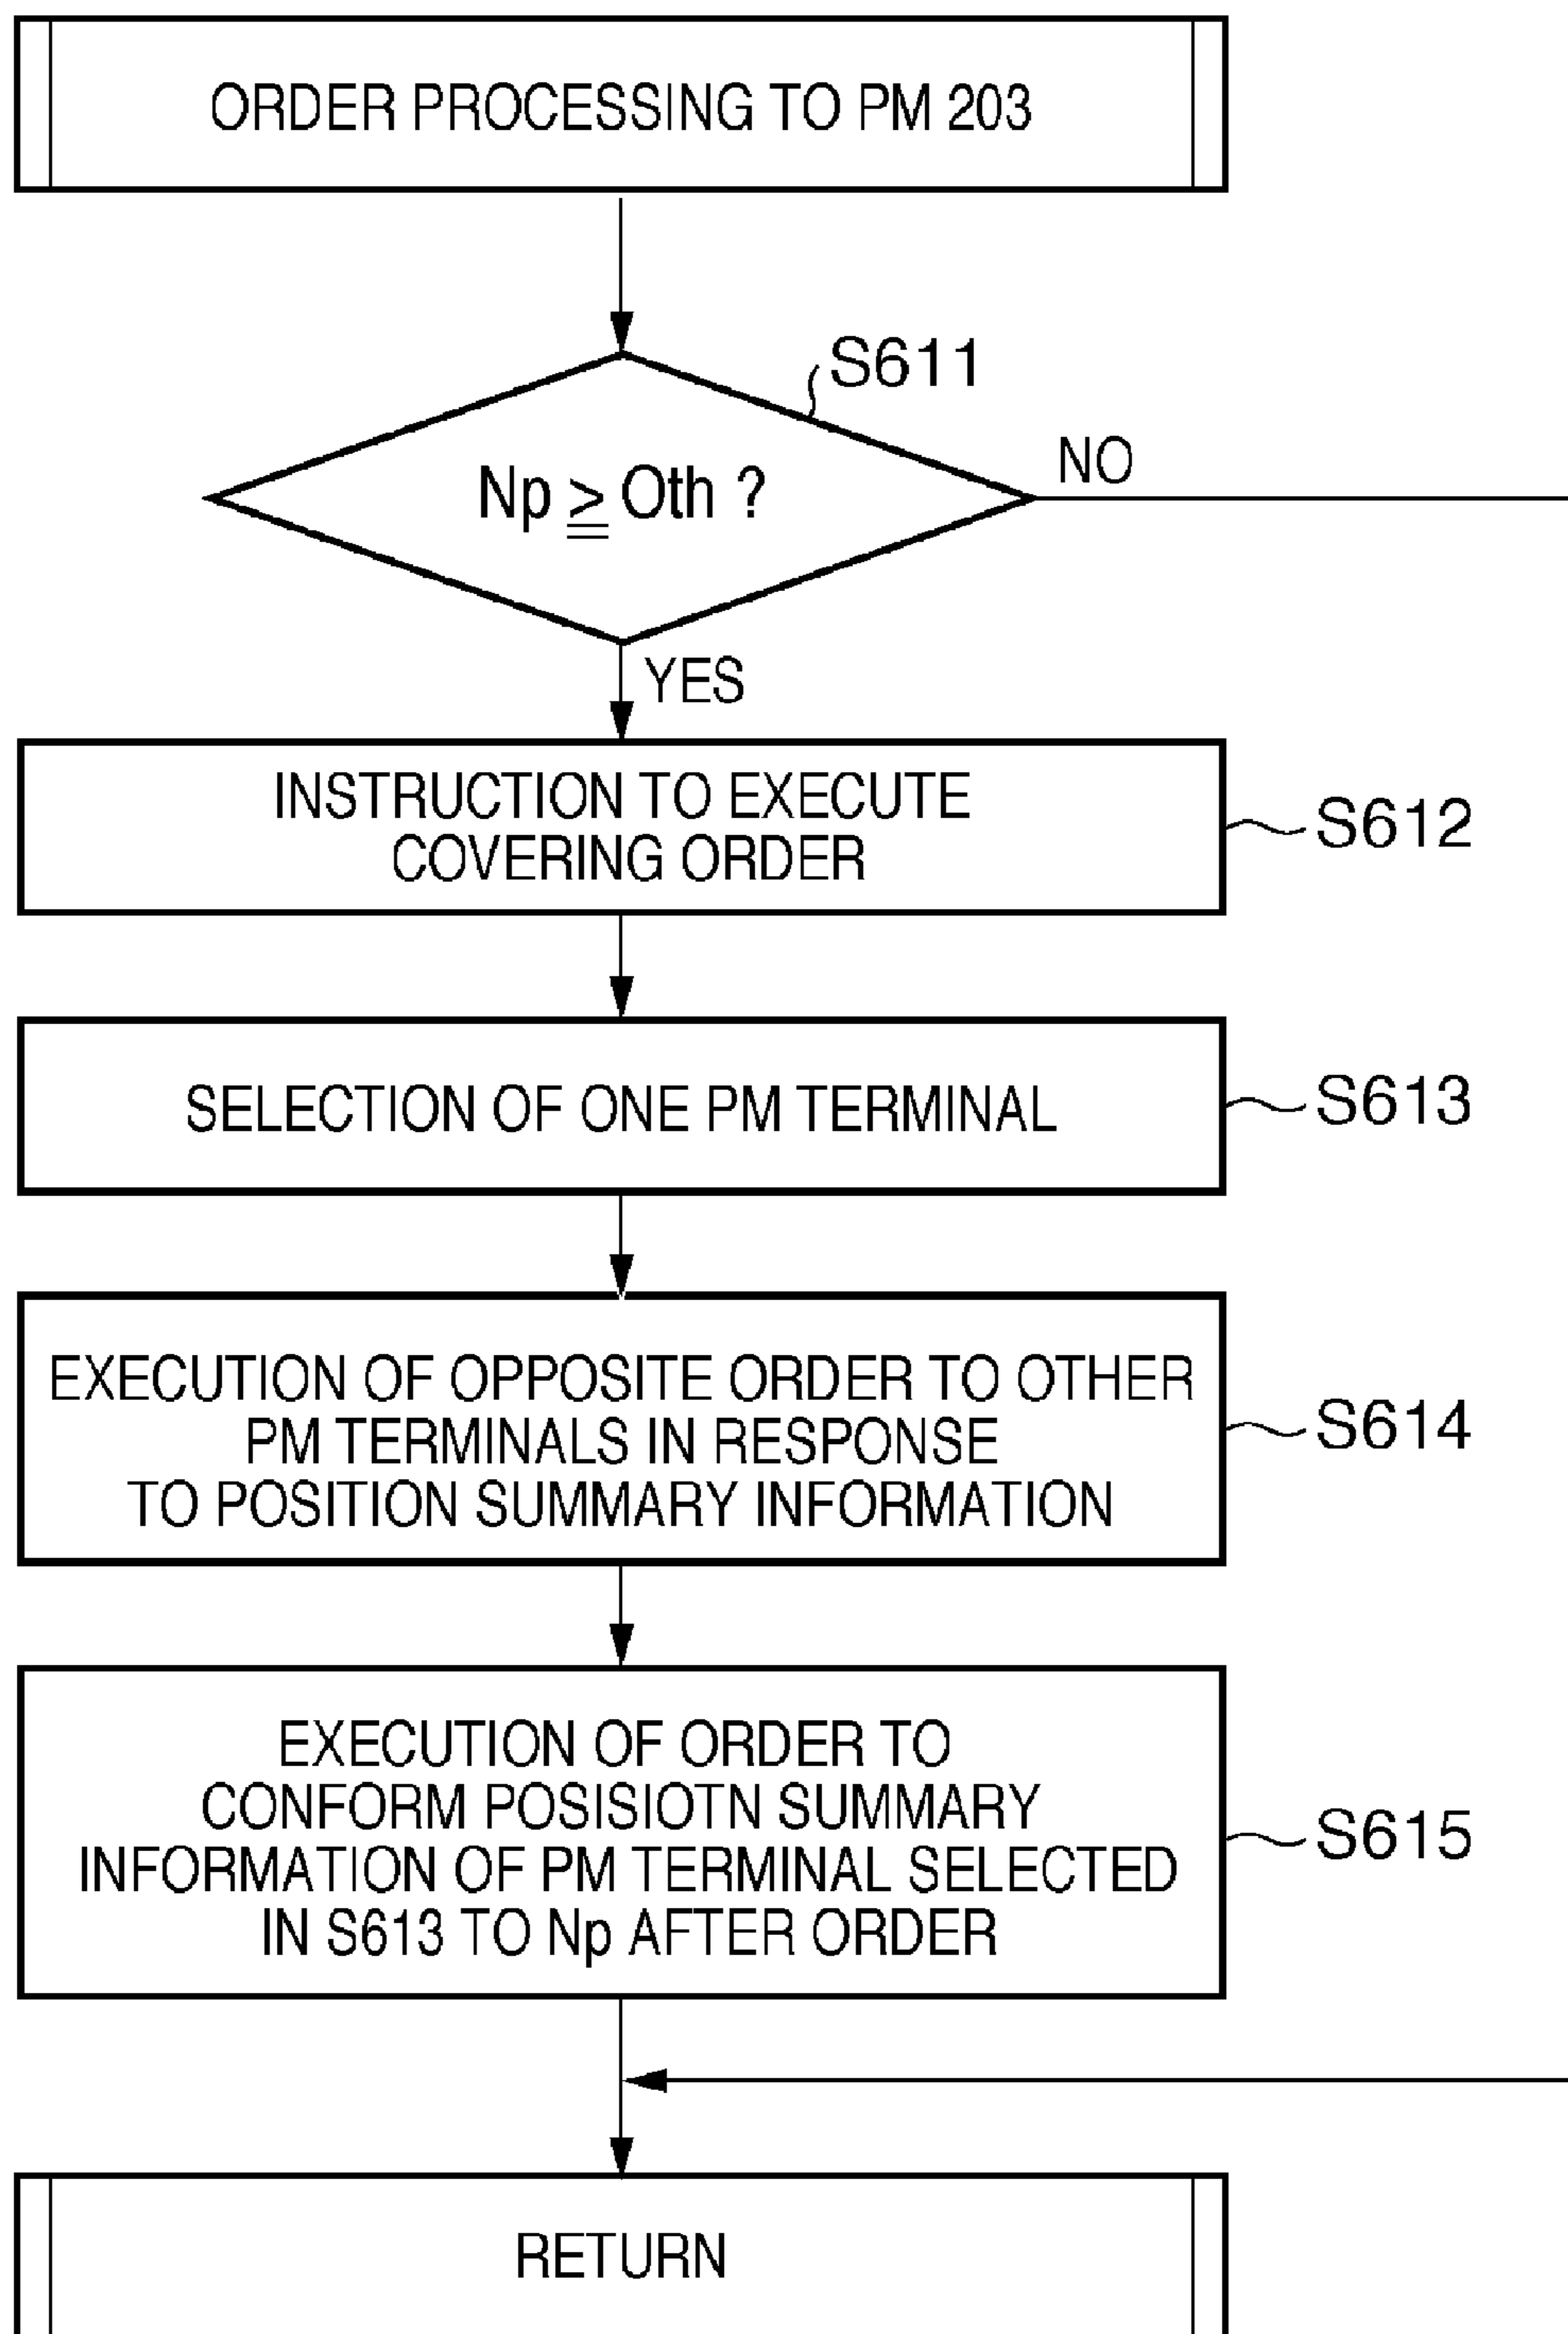 ORDER PROCESSING TO PM 203
S611
Np ≧ Oth ?
NO
YES
INSTRUCTION TO EXECUTE
COVERING ORDER
S612
SELECTION OF ONE PM TERMINAL
S613
EXECUTION OF OPPOSITE ORDER TO OTHER
PM TERMINALS IN RESPONSE
TO POSITION SUMMARY INFORMATION
S614
EXECUTION OF ORDER TO
CONFORM POSISIOTN SUMMARY
INFORMATION OF PM TERMINAL SELECTED
IN S613 TO Np AFTER ORDER
S615
RETURN